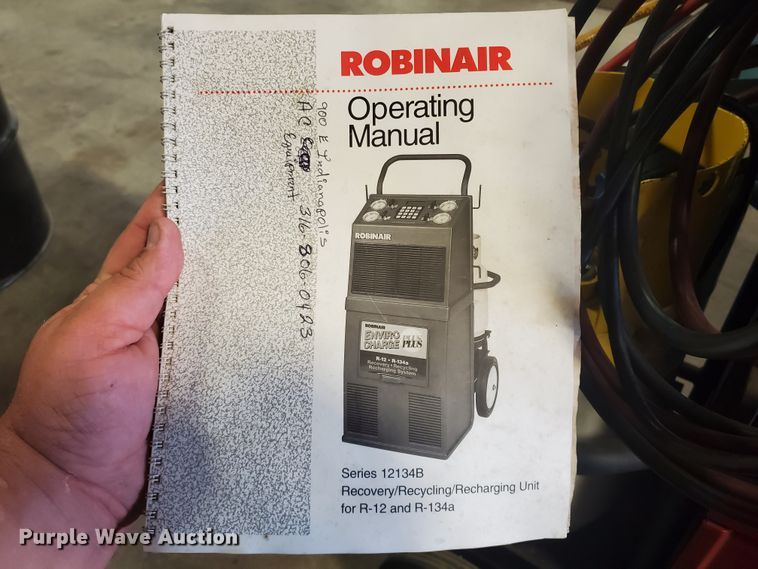 ROBINAIR
Operating
Manual
900 E Indianapolis
AC
Equipment
316-806-0423
ROBINAIR
ROBINAIR
ENVIRO
CHARGE PLUS
R-12 • R-134a
Recovery • Recycling
Recharging System
Series 12134B
Recovery/Recycling/Recharging Unit
for R-12 and R-134a
Purple Wave Auction